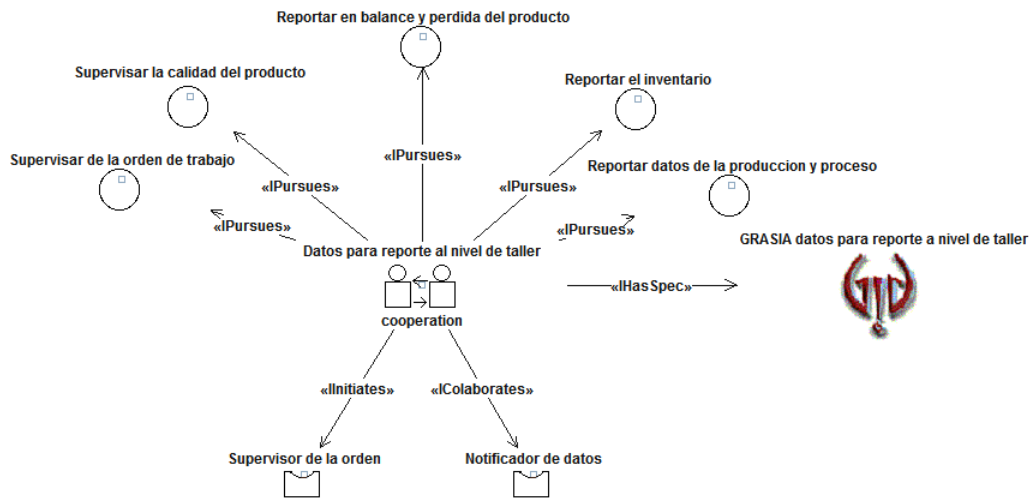 Reportar en balance y perdida del producto
Supervisar la calidad del producto
Reportar el inventario
Supervisar de la orden de trabajo
«IPursues»
Reportar datos de la produccion y proceso
«IPursues»
«IPursues»
«IPursues»
«IPursues»
GRASIA datos para reporte a nivel de taller
Datos para reporte al nivel de taller
«IHasSpec»
cooperation
«IInitiates»
«IColaborates»
Supervisor de la orden
Notificador de datos